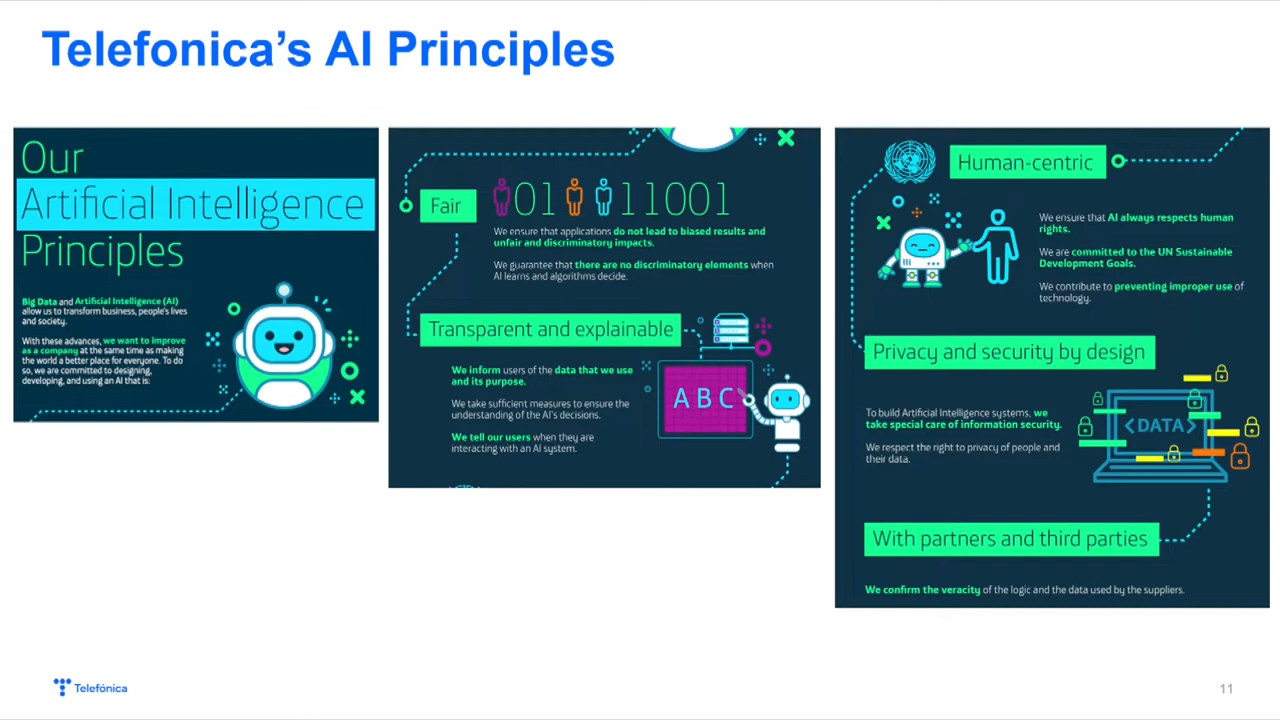 Telefonica's AI Principles
Our
Artificial Intelligence
Principles
Big Data and Artificial Intelligence (AI)
allow us to transform business, people's lives
and society.
With these advances, we want to improve
as a company at the same time as making
the world a better place for everyone. To do
so, we are committed to designing,
developing, and using an AI that is:
Fair
01 11001
We ensure that applications do not lead to biased results and
unfair and discriminatory impacts.
We guarantee that there are no discriminatory elements when
AI learns and algorithms decide.
Transparent and explainable
We inform users of the data that we use
and its purpose.
We take sufficient measures to ensure the
understanding of the AI's decisions.
We tell our users when they are
interacting with an AI system.
A B C
Human-centric
We ensure that AI always respects human
rights.
We are committed to the UN Sustainable
Development Goals.
We contribute to preventing improper use of
technology.
Privacy and security by design
To build Artificial Intelligence systems, we
take special care of information security.
We respect the right to privacy of people and
their data.
<DATA>
With partners and third parties
We confirm the veracity of the logic and the data used by the suppliers.
Telefónica
11